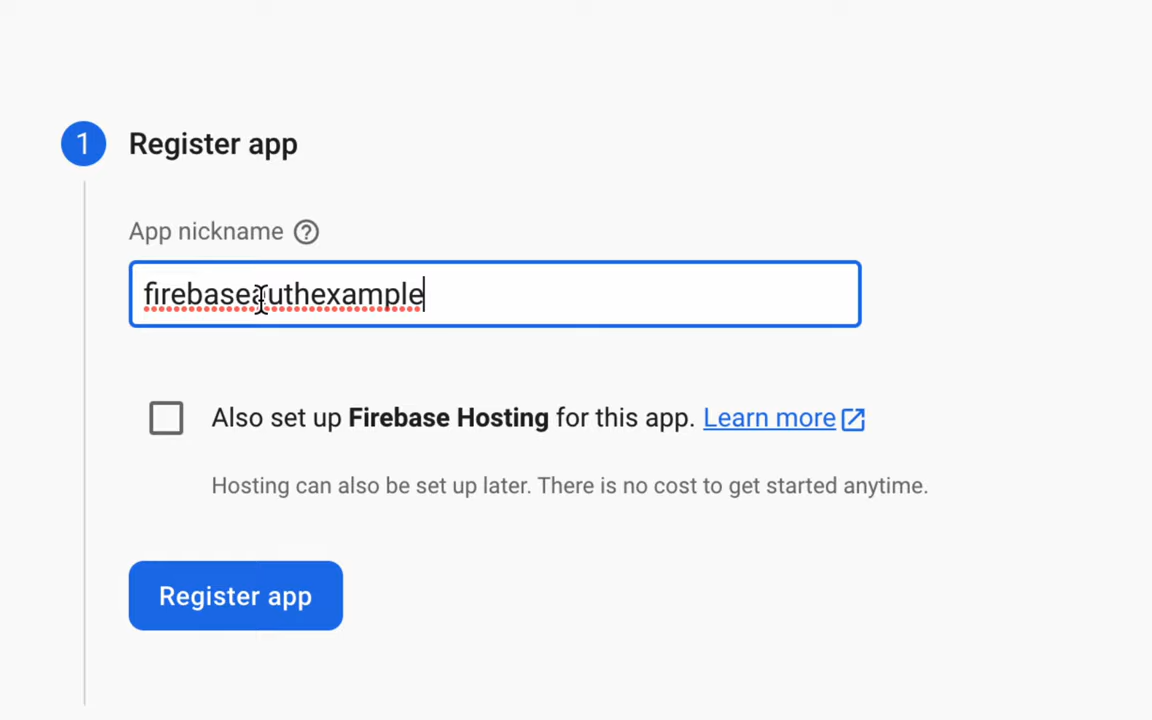 1 Register app
App nickname
firebaseauthexample
Also set up Firebase Hosting for this app. Learn more
Hosting can also be set up later. There is no cost to get started anytime.
Register app